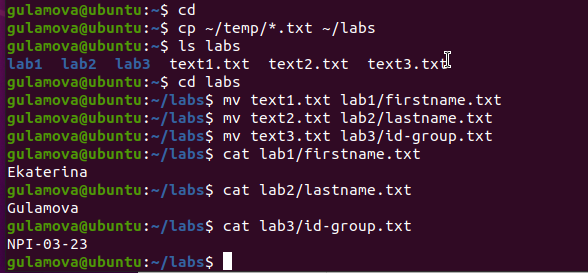 gulamova@ubuntu:~$ cd
gulamova@ubuntu:~$ cp ~/temp/*.txt ~/labs
gulamova@ubuntu:~$ ls labs
lab1  lab2  lab3  text1.txt  text2.txt  text3.txt
gulamova@ubuntu:~$ cd labs
gulamova@ubuntu:~/labs$ mv text1.txt lab1/firstname.txt
gulamova@ubuntu:~/labs$ mv text2.txt lab2/lastname.txt
gulamova@ubuntu:~/labs$ mv text3.txt lab3/id-group.txt
gulamova@ubuntu:~/labs$ cat lab1/firstname.txt
Ekaterina
gulamova@ubuntu:~/labs$ cat lab2/lastname.txt
Gulamova
gulamova@ubuntu:~/labs$ cat lab3/id-group.txt
NPI-03-23
gulamova@ubuntu:~/labs$